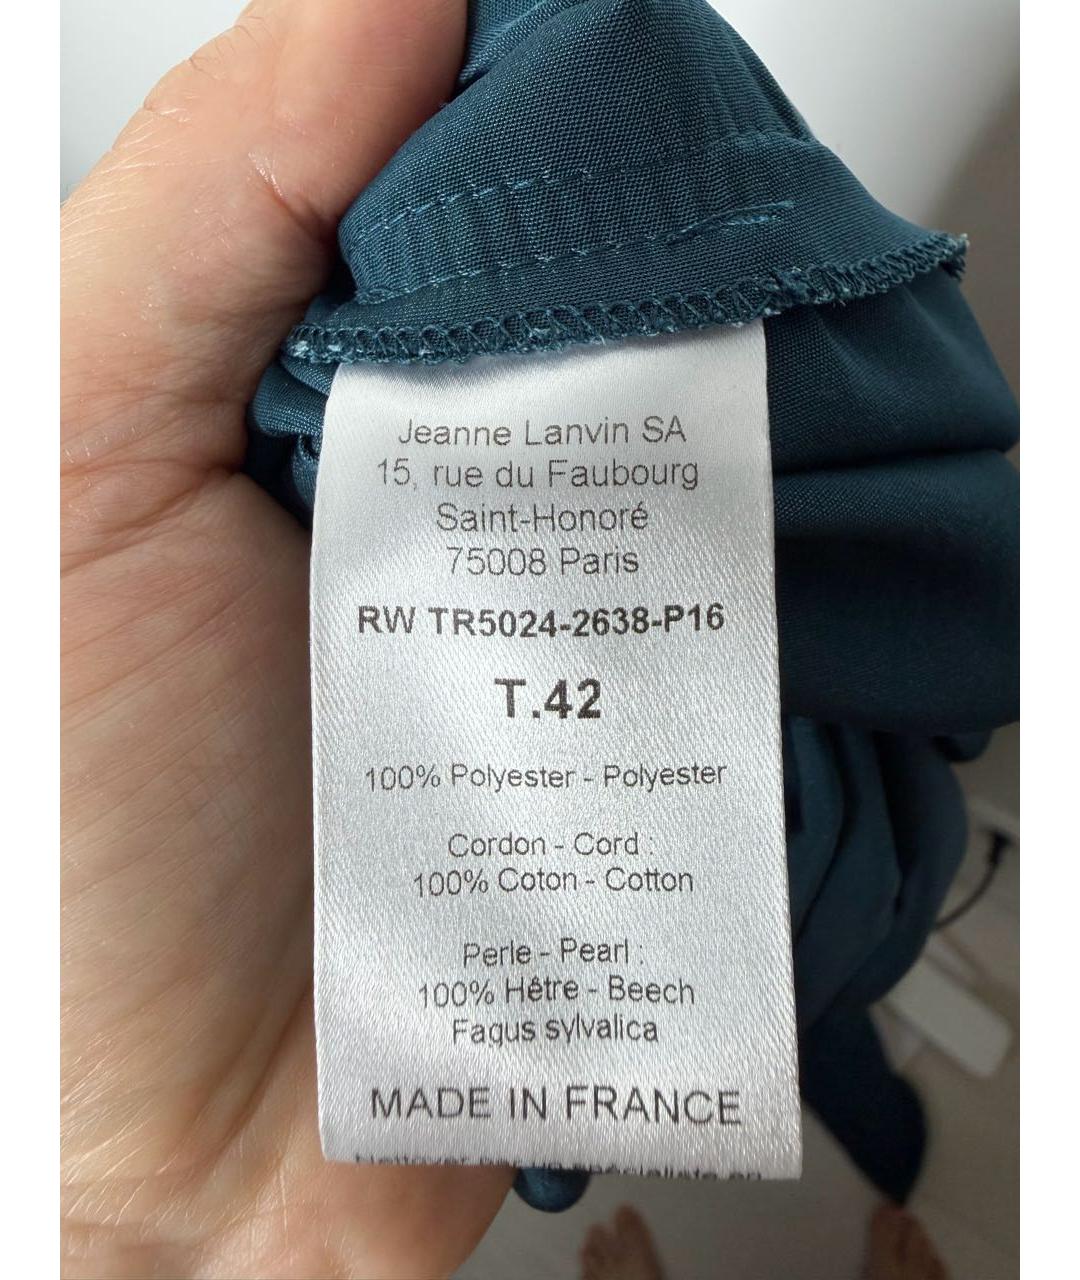 Jeanne Lanvin SA
15, rue du Faubourg
Saint-Honoré
75008 Paris
RW TR5024-2638-P16
T.42
100% Polyester - Polyester
Cordon - Cord :
100% Coton - Cotton
Perle - Pearl :
100% Hêtre - Beech
Fagus sylvalica
MADE IN FRANCE